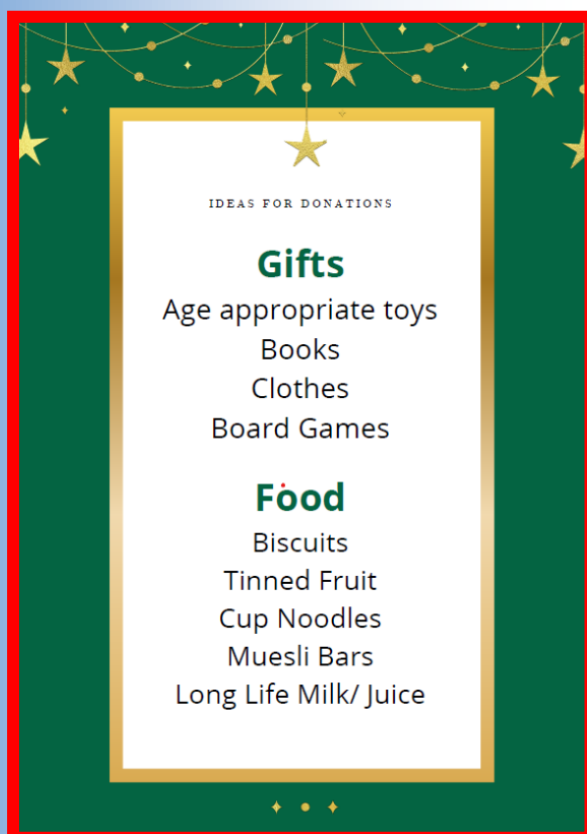 IDEAS FOR DONATIONS
Gifts
Age appropriate toys
Books
Clothes
Board Games
Food
Biscuits
Tinned Fruit
Cup Noodles
Muesli Bars
Long Life Milk/ Juice